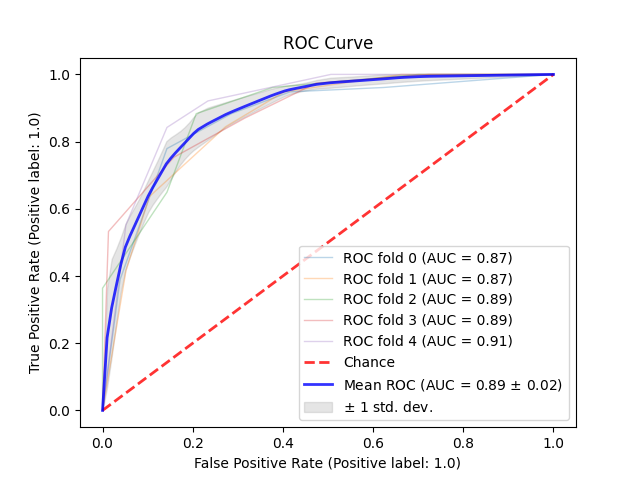 ROC Curve
True Positive Rate (Positive label: 1.0)
1.0
0.8
0.6
0.4
0.2
0.0
ROC fold 0 (AUC = 0.87)
ROC fold 1 (AUC = 0.87)
ROC fold 2 (AUC = 0.89)
ROC fold 3 (AUC = 0.89)
ROC fold 4 (AUC = 0.91)
Chance
Mean ROC (AUC = 0.89 ± 0.02)
± 1 std. dev.
0.0 0.2 0.4 0.6 0.8 1.0
False Positive Rate (Positive label: 1.0)